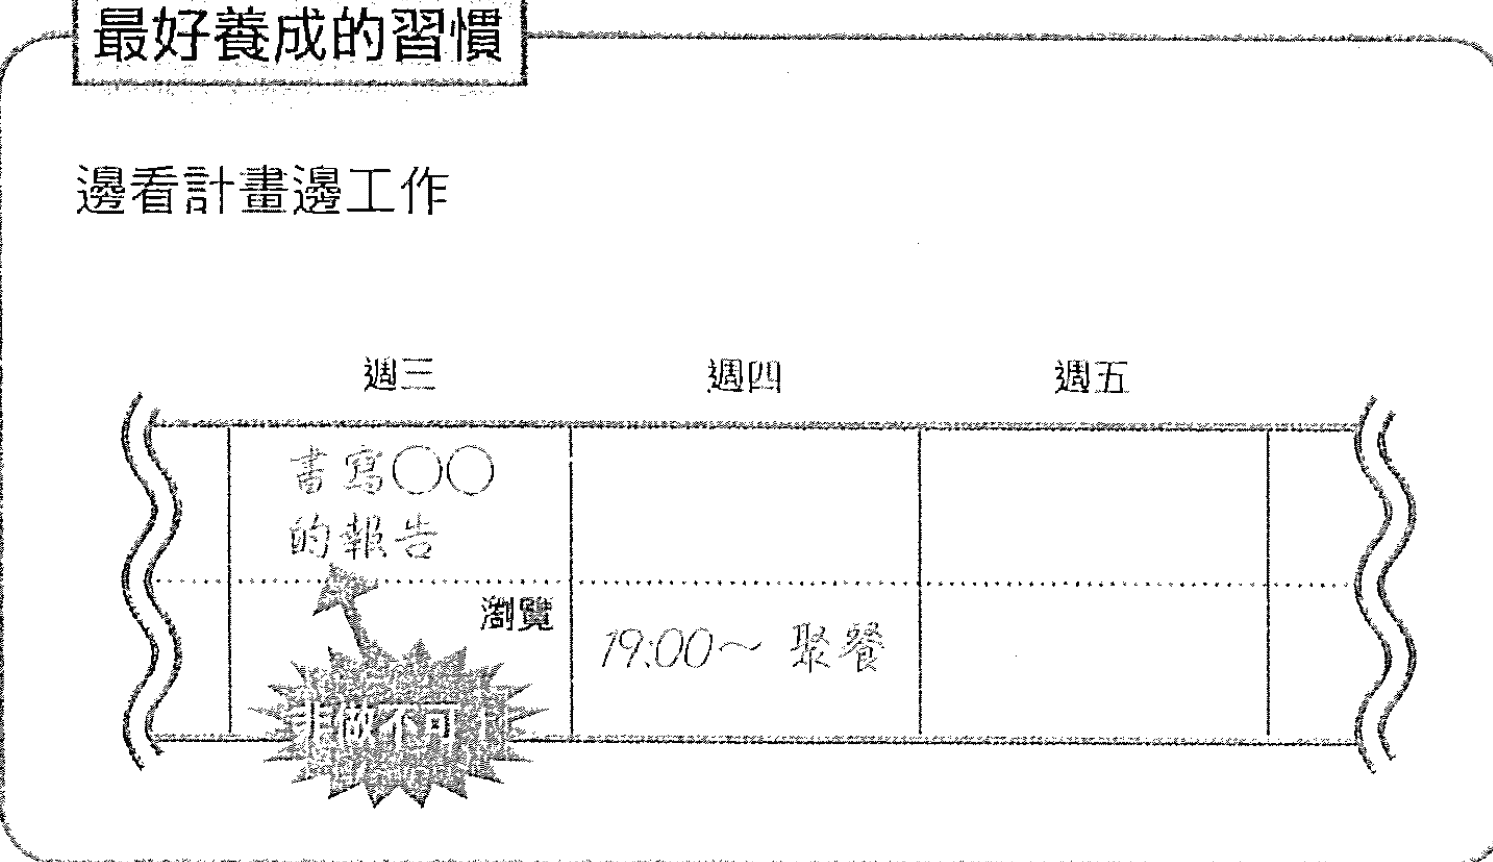 最好養成的習慣
邊看計畫邊工作
週三 週四 週五
書寫○○
的報告
瀏覽
19:00～ 聚餐
非做不可！